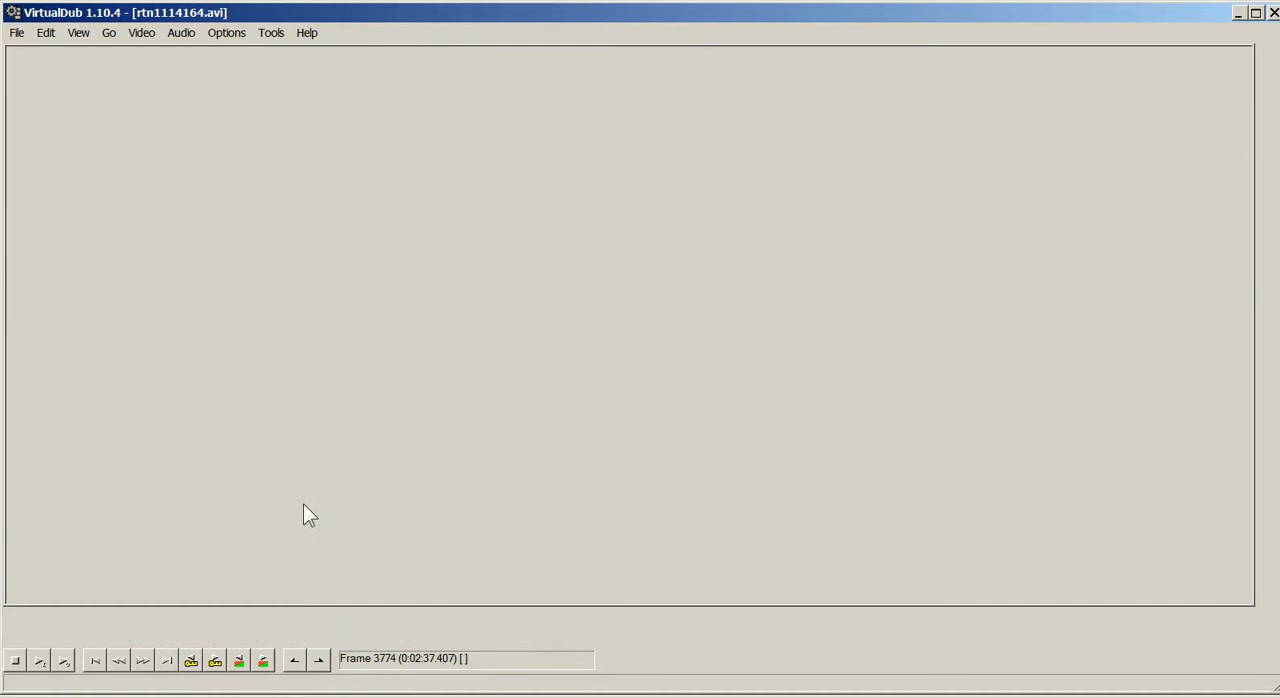 VirtualDub 1.10.4 - [rtn1114164.avi]
File Edit View Go Video Audio Options Tools Help
Frame 3774 (0:02:37.407) [ ]